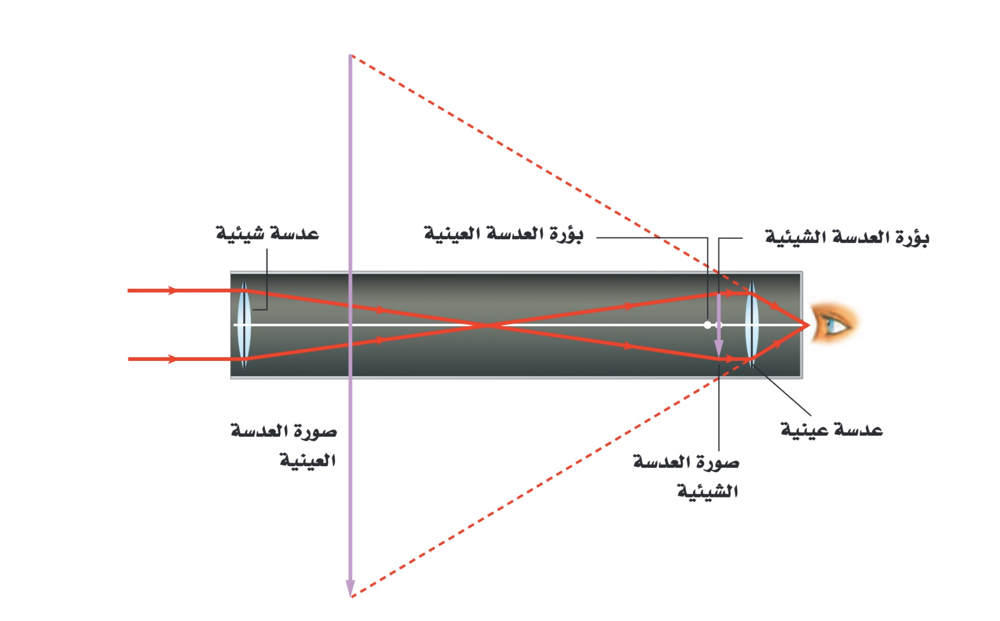 عدسة شيئية
بؤرة العدسة العينية
بؤرة العدسة الشيئية
صورة العدسة
العينية
عدسة عينية
صورة العدسة
الشيئية